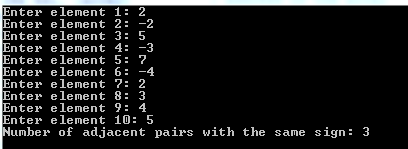 Enter element 1: 2
Enter element 2: -2
Enter element 3: 5
Enter element 4: -3
Enter element 5: 7
Enter element 6: -4
Enter element 7: 2
Enter element 8: 3
Enter element 9: 4
Enter element 10: 5
Number of adjacent pairs with the same sign: 3